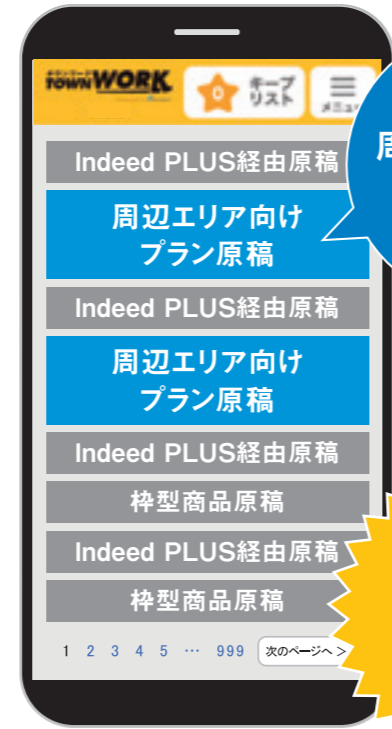 タウンワーク
TOWNWORK
0
キープ
リスト
メニュー
周
Indeed PLUS経由原稿
周辺エリア向け
プラン原稿
Indeed PLUS経由原稿
周辺エリア向け
プラン原稿
Indeed PLUS経由原稿
枠型商品原稿
Indeed PLUS経由原稿
枠型商品原稿
1 2 3 4 5 … 999 次のページへ >